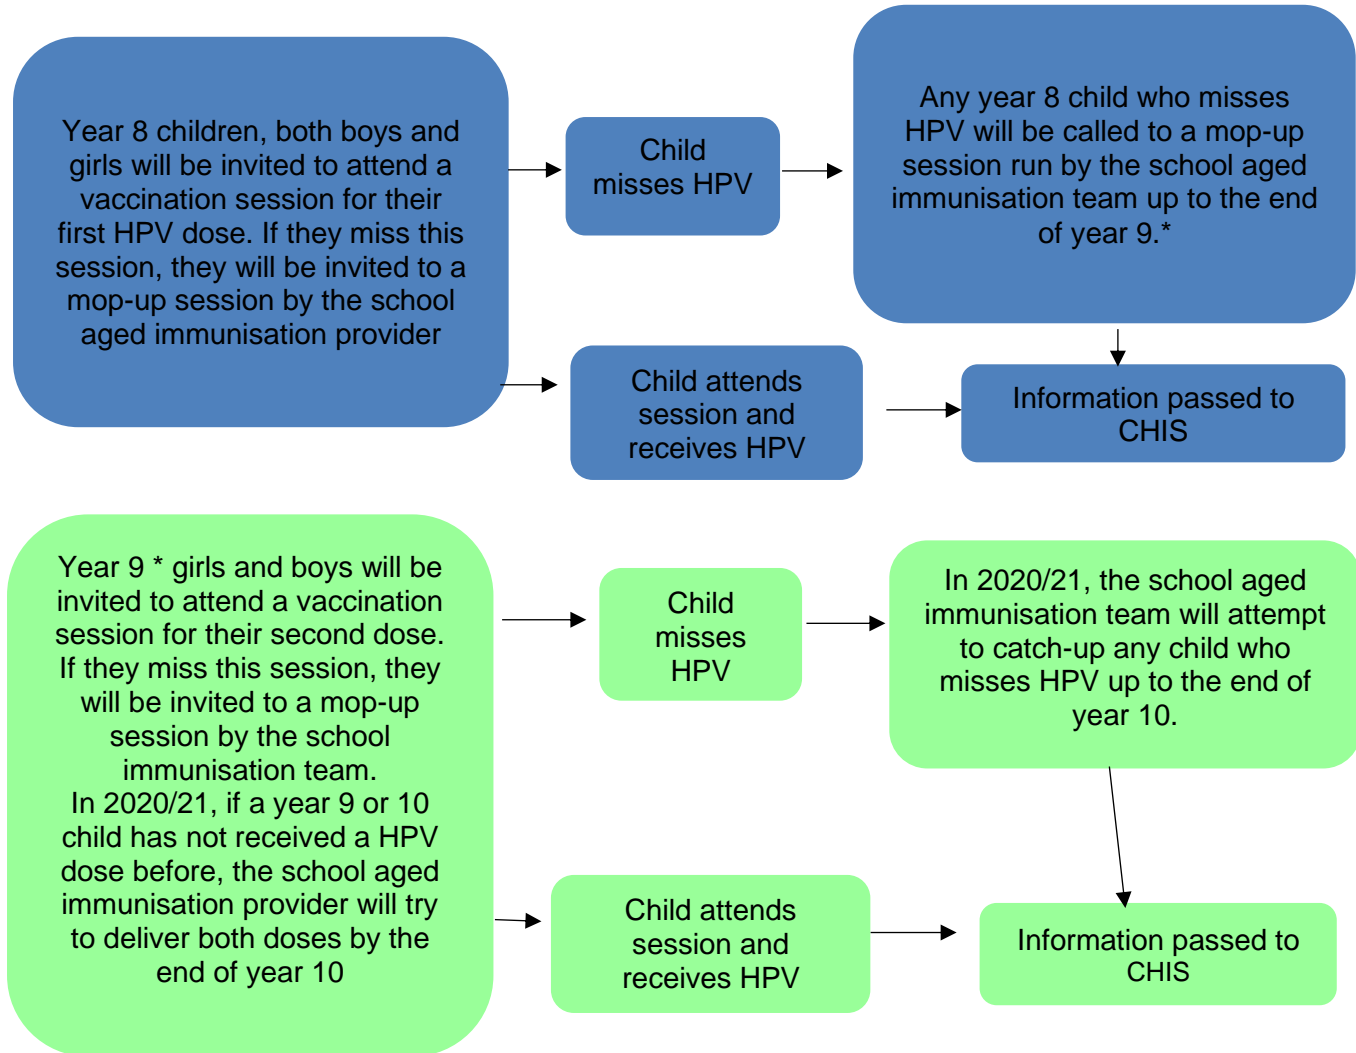 Year 8 children, both boys and
girls will be invited to attend a
vaccination session for their
first HPV dose. If they miss this
session, they will be invited to a
mop-up session by the school
aged immunisation provider
Child
misses HPV
Any year 8 child who misses
HPV will be called to a mop-up
session run by the school aged
immunisation team up to the end
of year 9.*
Child attends
session and
receives HPV
Information passed to
CHIS
Year 9 * girls and boys will be
invited to attend a vaccination
session for their second dose.
If they miss this session, they
will be invited to a mop-up
session by the school
immunisation team.
In 2020/21, if a year 9 or 10
child has not received a HPV
dose before, the school aged
immunisation provider will try
to deliver both doses by the
end of year 10
Child
misses
HPV
In 2020/21, the school aged
immunisation team will attempt
to catch-up any child who
misses HPV up to the end of
year 10.
Child attends
session and
receives HPV
Information passed to
CHIS